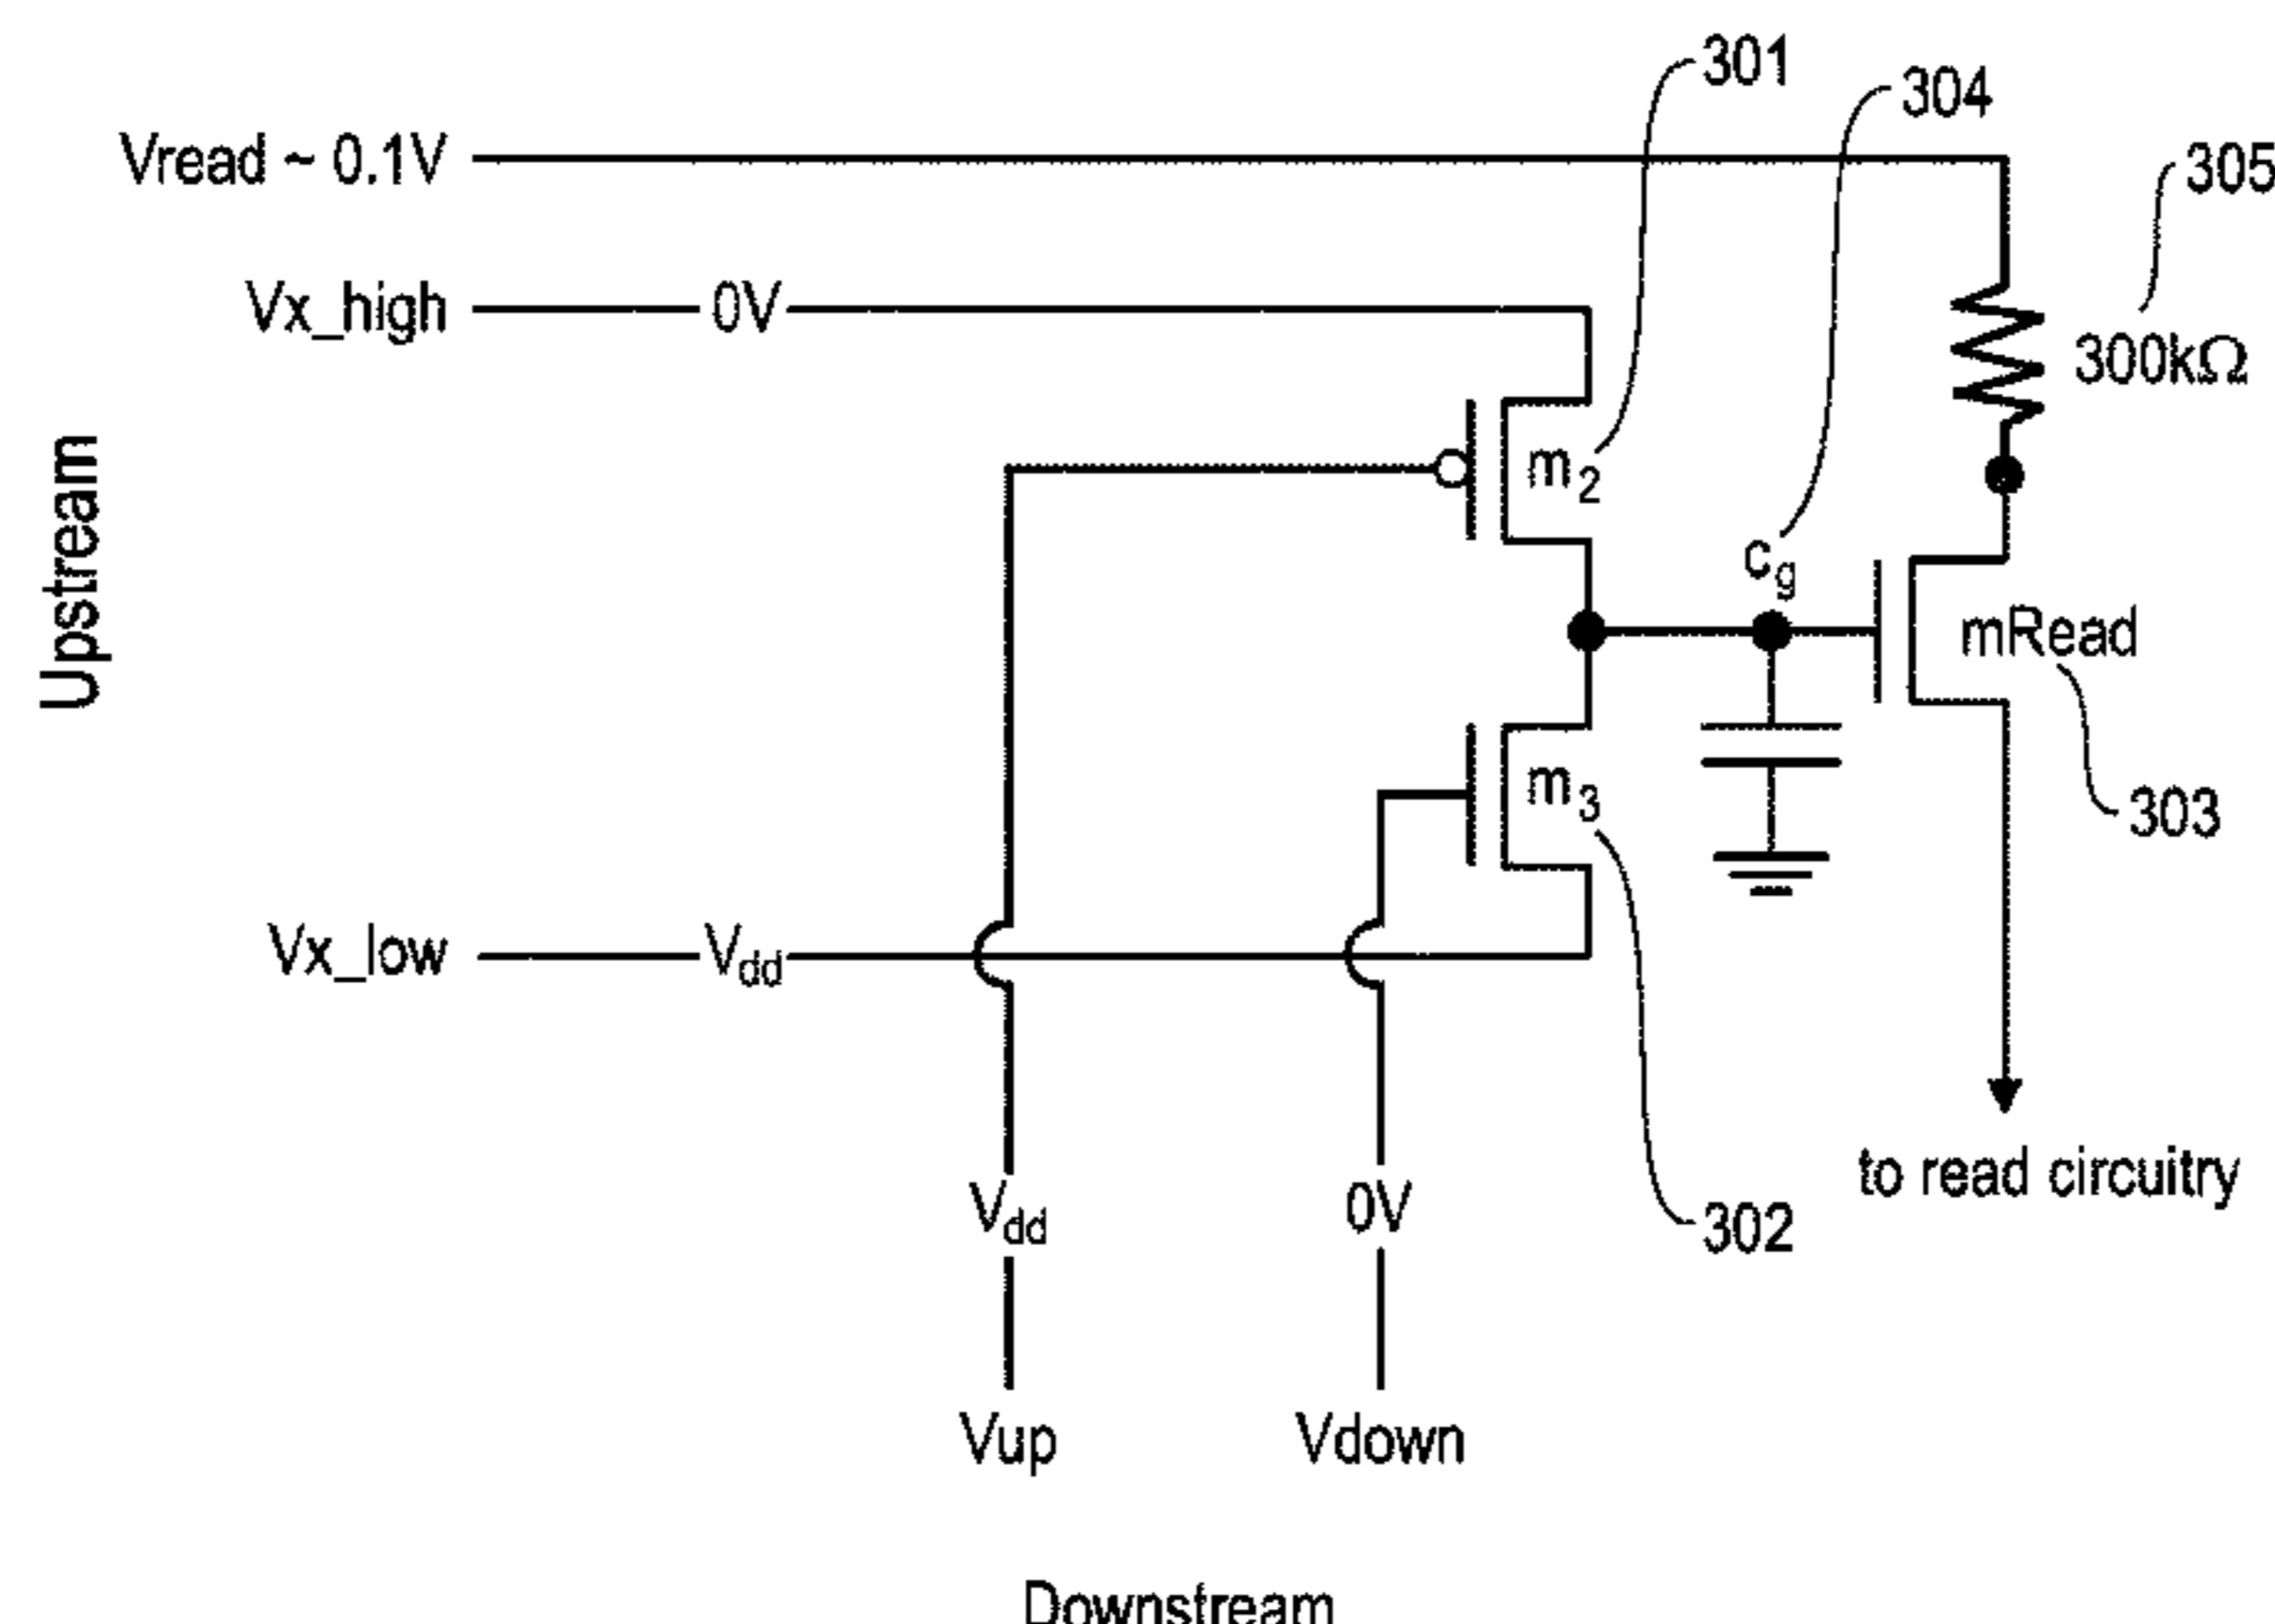 301
304
Vread ~ 0.1V
305
Vx_high
0V
300kΩ
Upstream
m2
cg
mRead
m3
303
Vx_low
Vdd
to read circuitry
Vdd
0V
302
Vup
Vdown
Downstream